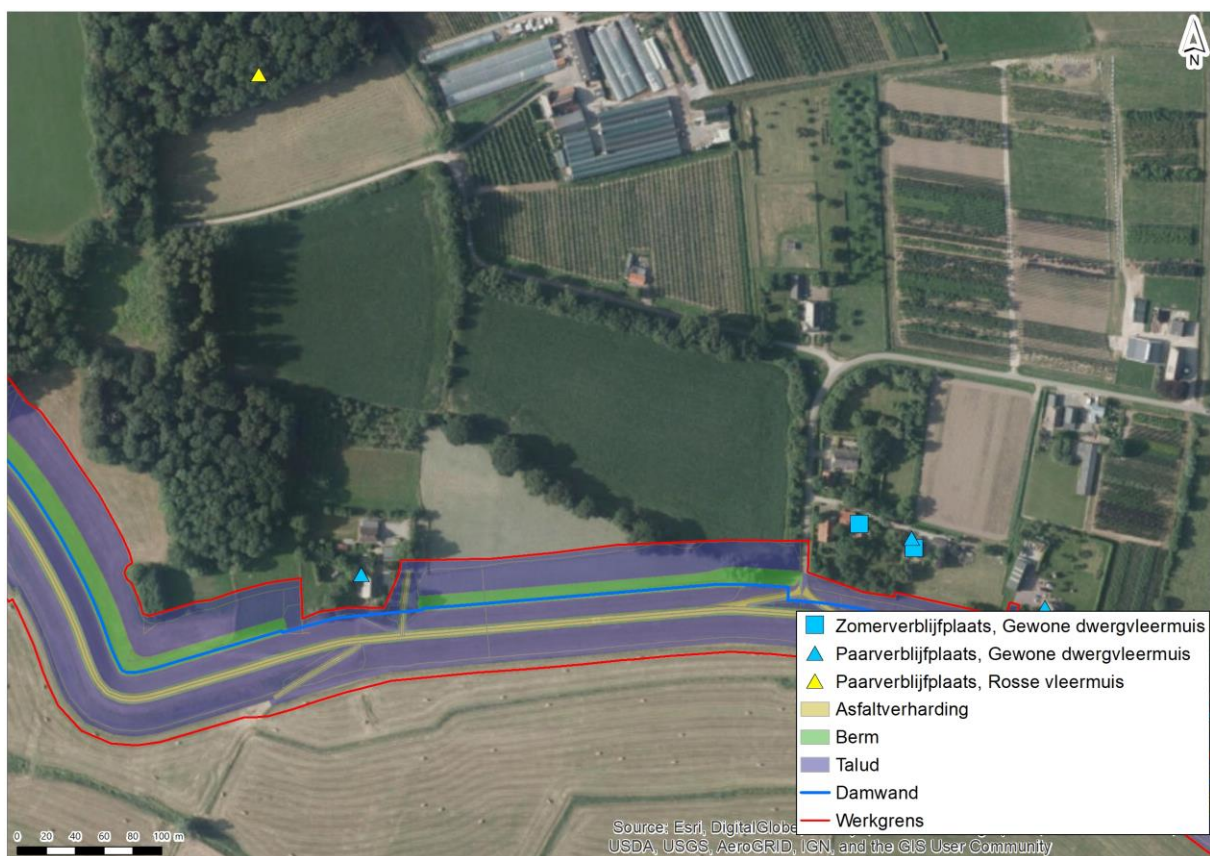 N
Zomerverblijfplaats, Gewone dwergvleermuis
Paarverblijfplaats, Gewone dwergvleermuis
Paarverblijfplaats, Rosse vleermuis
Asfaltverharding
Berm
Talud
Damwand
Werkgrens
0 20 40 60 80 100 m
Source: Esri, DigitalGlobe,
USDA, USGS, AeroGRID, IGN, and the GIS User Community